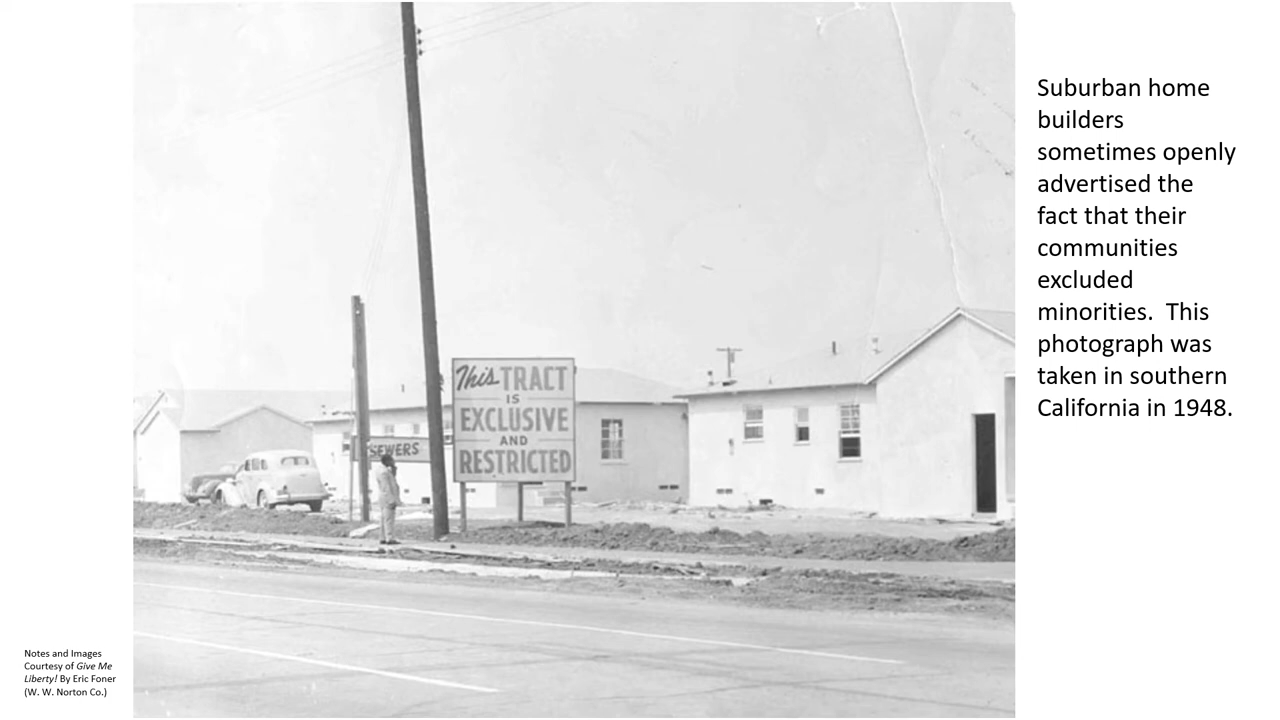 This TRACT
IS
EXCLUSIVE
AND
RESTRICTED
SEWERS
Suburban home
builders
sometimes openly
advertised the
fact that their
communities
excluded
minorities.  This
photograph was
taken in southern
California in 1948.
Notes and Images
Courtesy of Give Me
Liberty! By Eric Foner
(W. W. Norton Co.)